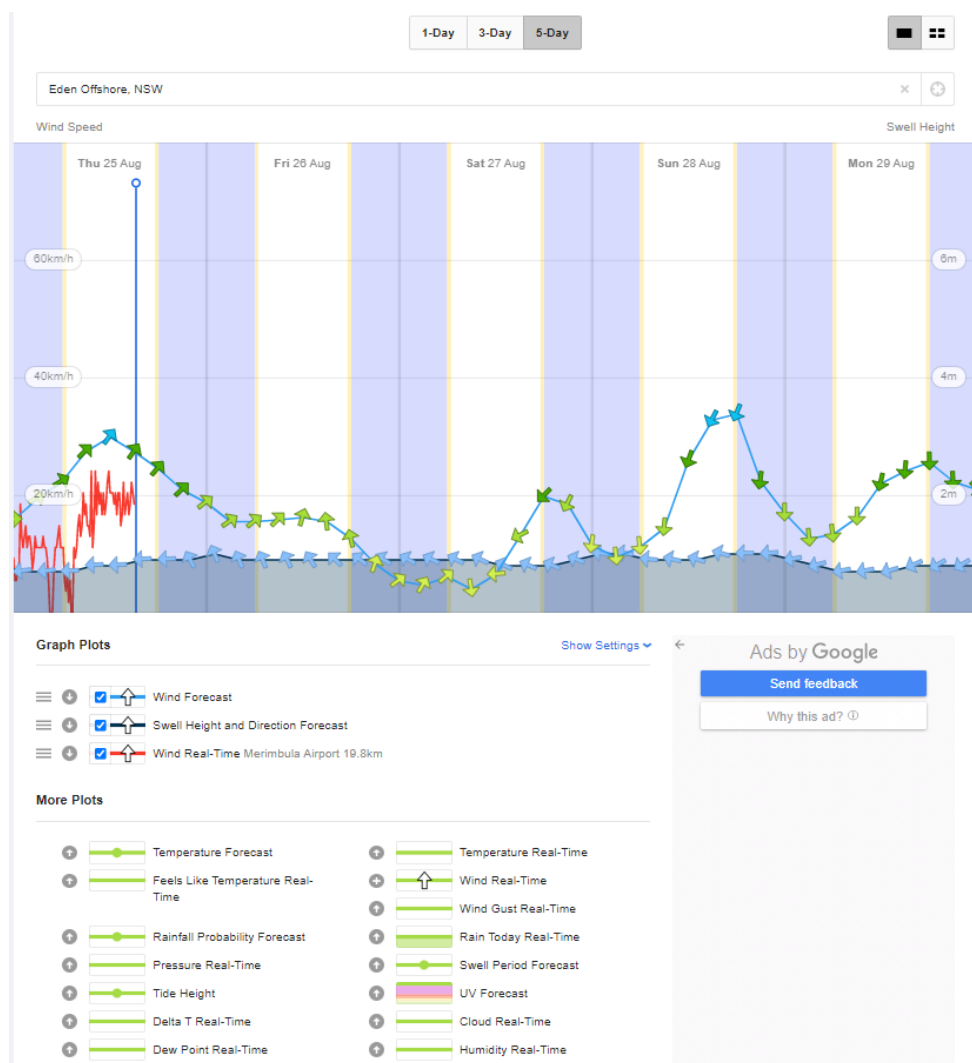 1-Day 3-Day 5-Day
Eden Offshore, NSW
Wind Speed Swell Height
Thu 25 Aug Fri 26 Aug Sat 27 Aug Sun 28 Aug Mon 29 Aug
60km/h 6m
40km/h 4m
20km/h 2m
Graph Plots Show Settings
Wind Forecast
Swell Height and Direction Forecast
Wind Real-Time Merimbula Airport 19.8km
Ads by Google
Send feedback
Why this ad?
More Plots
Temperature Forecast Temperature Real-Time
Feels Like Temperature Real-
Time
Wind Real-Time
Wind Gust Real-Time
Rainfall Probability Forecast Rain Today Real-Time
Pressure Real-Time Swell Period Forecast
Tide Height UV Forecast
Delta T Real-Time Cloud Real-Time
Dew Point Real-Time Humidity Real-Time